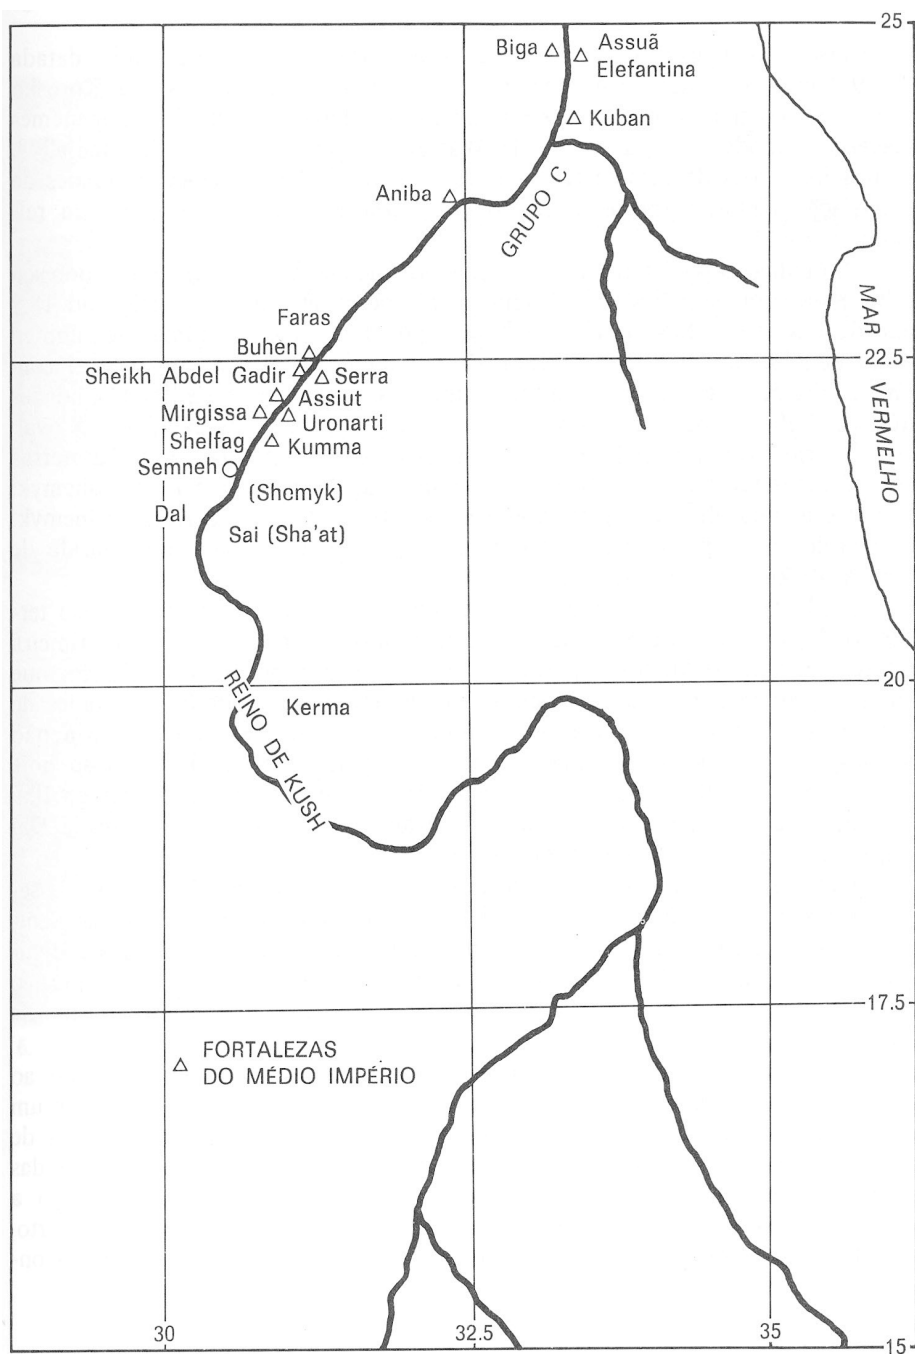 25
Biga
Assuã
Elefantina
Kuban
Aniba
GRUPO C
Faras
MAR VERMELHO
Buhen
22.5
Sheikh Abdel Gadir
Serra
Assiut
Mirgissa
Uronarti
Shelfag
Kumma
Semneh
(Shemyk)
Dal
Sai (Sha'at)
20
REINO DE KUSH
Kerma
17.5
FORTALEZAS
DO MÉDIO IMPÉRIO
30
32.5
35
15